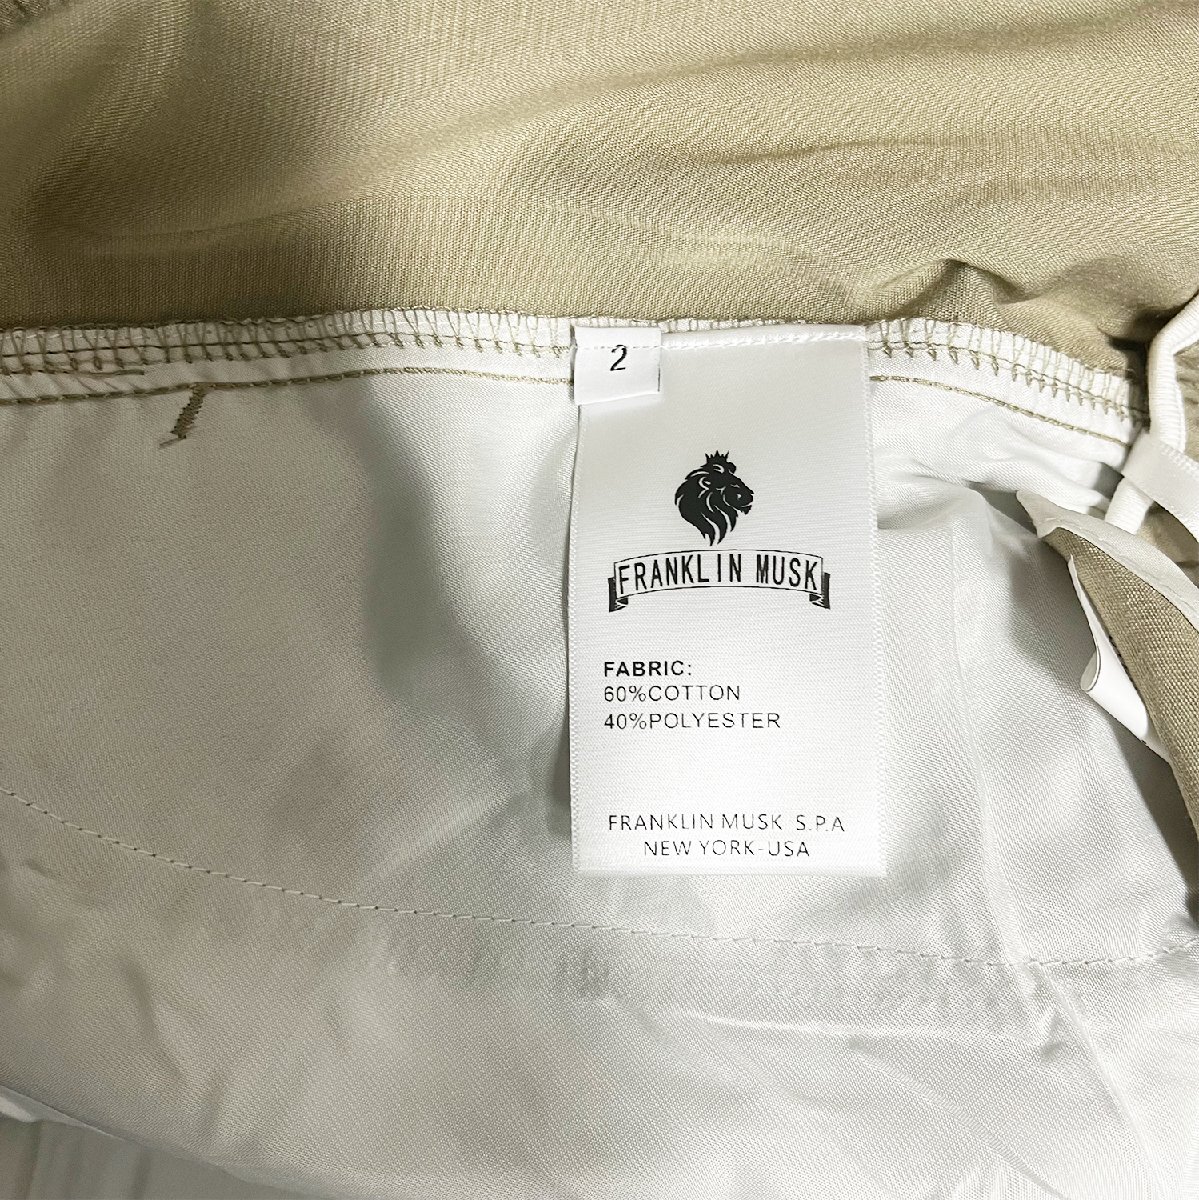 2
FRANKLIN MUSK
FABRIC:
60%COTTON
40%POLYESTER
FRANKLIN MUSK S.P.A
NEW YORK-USA